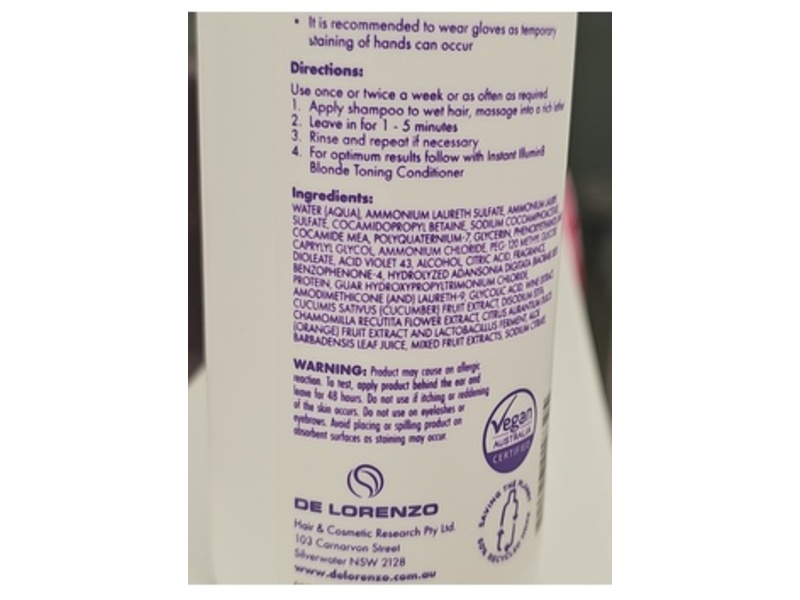 • It is recommended to wear gloves as temporary
staining of hands can occur
Directions:
Use once or twice a week or as often as required
1. Apply shampoo to wet hair, massage into a rich lather
2. Leave in for 1 - 5 minutes
3. Rinse and repeat if necessary
4. For optimum results follow with Instant Illumin8
Blonde Toning Conditioner
Ingredients:
WATER (AQUA), AMMONIUM LAURETH SULFATE, AMMONIUM
SULFATE, COCAMIDOPROPYL BETAINE, SODIUM
COCAMIDE MEA, POLYQUATERNIUM-7, GLYCERIN,
CAPRYLYL GLYCOL, AMMONIUM CHLORIDE, PEG-120 METHYL GLUCOSE
DIOLEATE, ACID VIOLET 43, ALCOHOL, CITRIC ACID, FRAGRANCE,
BENZOPHENONE-4, HYDROLYZED ADANSONIA DIGITATA
PROTEIN, GUAR HYDROXYPROPYLTRIMONIUM CHLORIDE,
AMODIMETHICONE (AND) LAURETH-9, GLYCOLIC ACID, WINE EXTRACT,
CUCUMIS SATIVUS (CUCUMBER) FRUIT EXTRACT, DISODIUM EDTA,
CHAMOMILLA RECUTITA FLOWER EXTRACT, CITRUS AURANTIUM DULCIS
(ORANGE) FRUIT EXTRACT AND LACTOBACILLUS FERMENT, ALOE
BARBADENSIS LEAF JUICE, MIXED FRUIT EXTRACTS, SODIUM CITRATE.
WARNING: Product may cause an allergic
reaction. To test, apply product behind the ear and
leave for 48 hours. Do not use if itching or reddening
of the skin occurs. Do not use on eyelashes or
eyebrows. Avoid placing or spilling product on
absorbent surfaces as staining may occur.
Vegan
AUSTRALIA
CERTIFIED
SAVING THE PLANET
RECYCLED
DE LORENZO
Hair & Cosmetic Research Pty Ltd.
103 Carnarvon Street
Silverwater NSW 2128
www.delorenzo.com.au